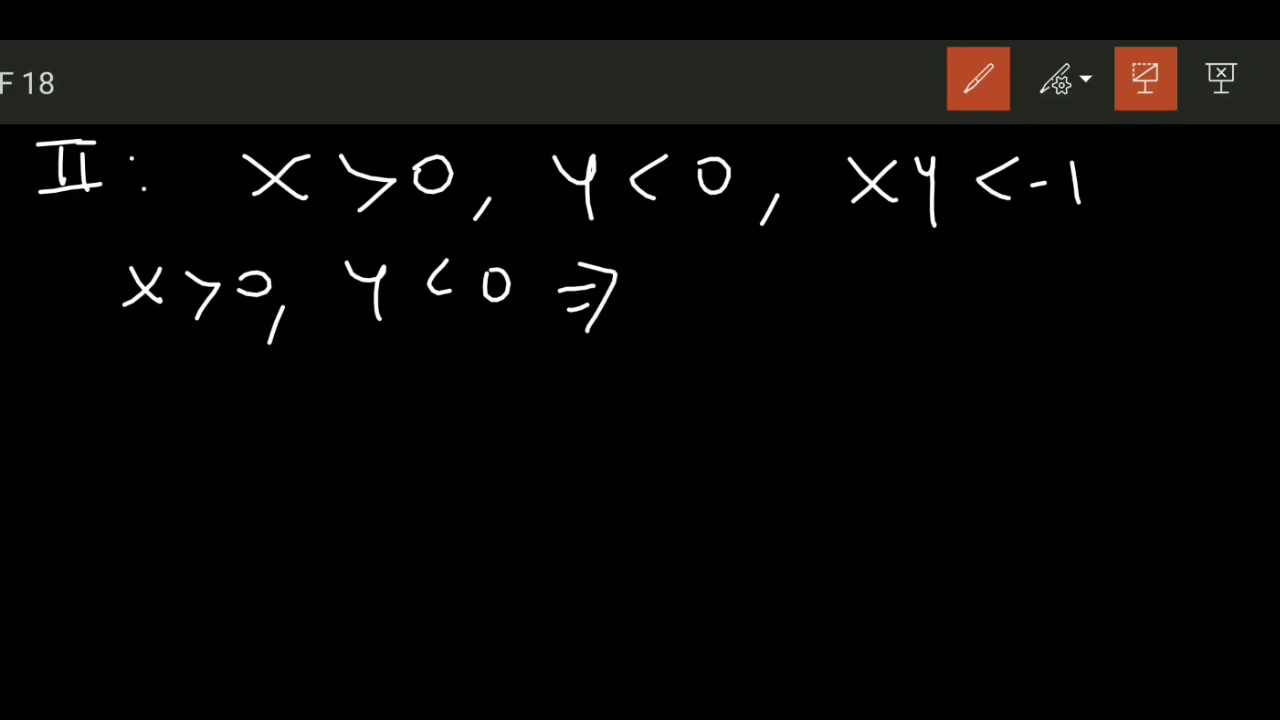 F 18
II : x > 0, y < 0, xy < -1
x > 0, y < 0 ⇒